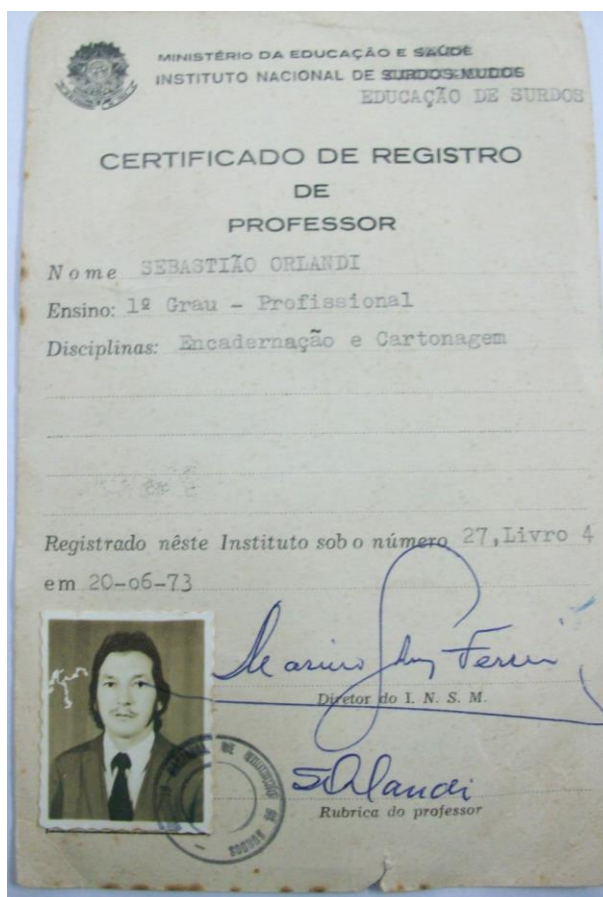 MINISTÉRIO DA EDUCAÇÃO E SAÚDE
INSTITUTO NACIONAL DE SURDOS-MUDOS
EDUCAÇÃO DE SURDOS
CERTIFICADO DE REGISTRO
DE
PROFESSOR
Nome SEBASTIÃO ORLANDI
Ensino: 1º Grau - Profissional
Disciplinas: Encadernação e Cartonagem
Registrado nêste Instituto sob o número 27, Livro 4
em 20-06-73
Diretor do I. N. S. M.
SOrlandi
Rubrica do professor